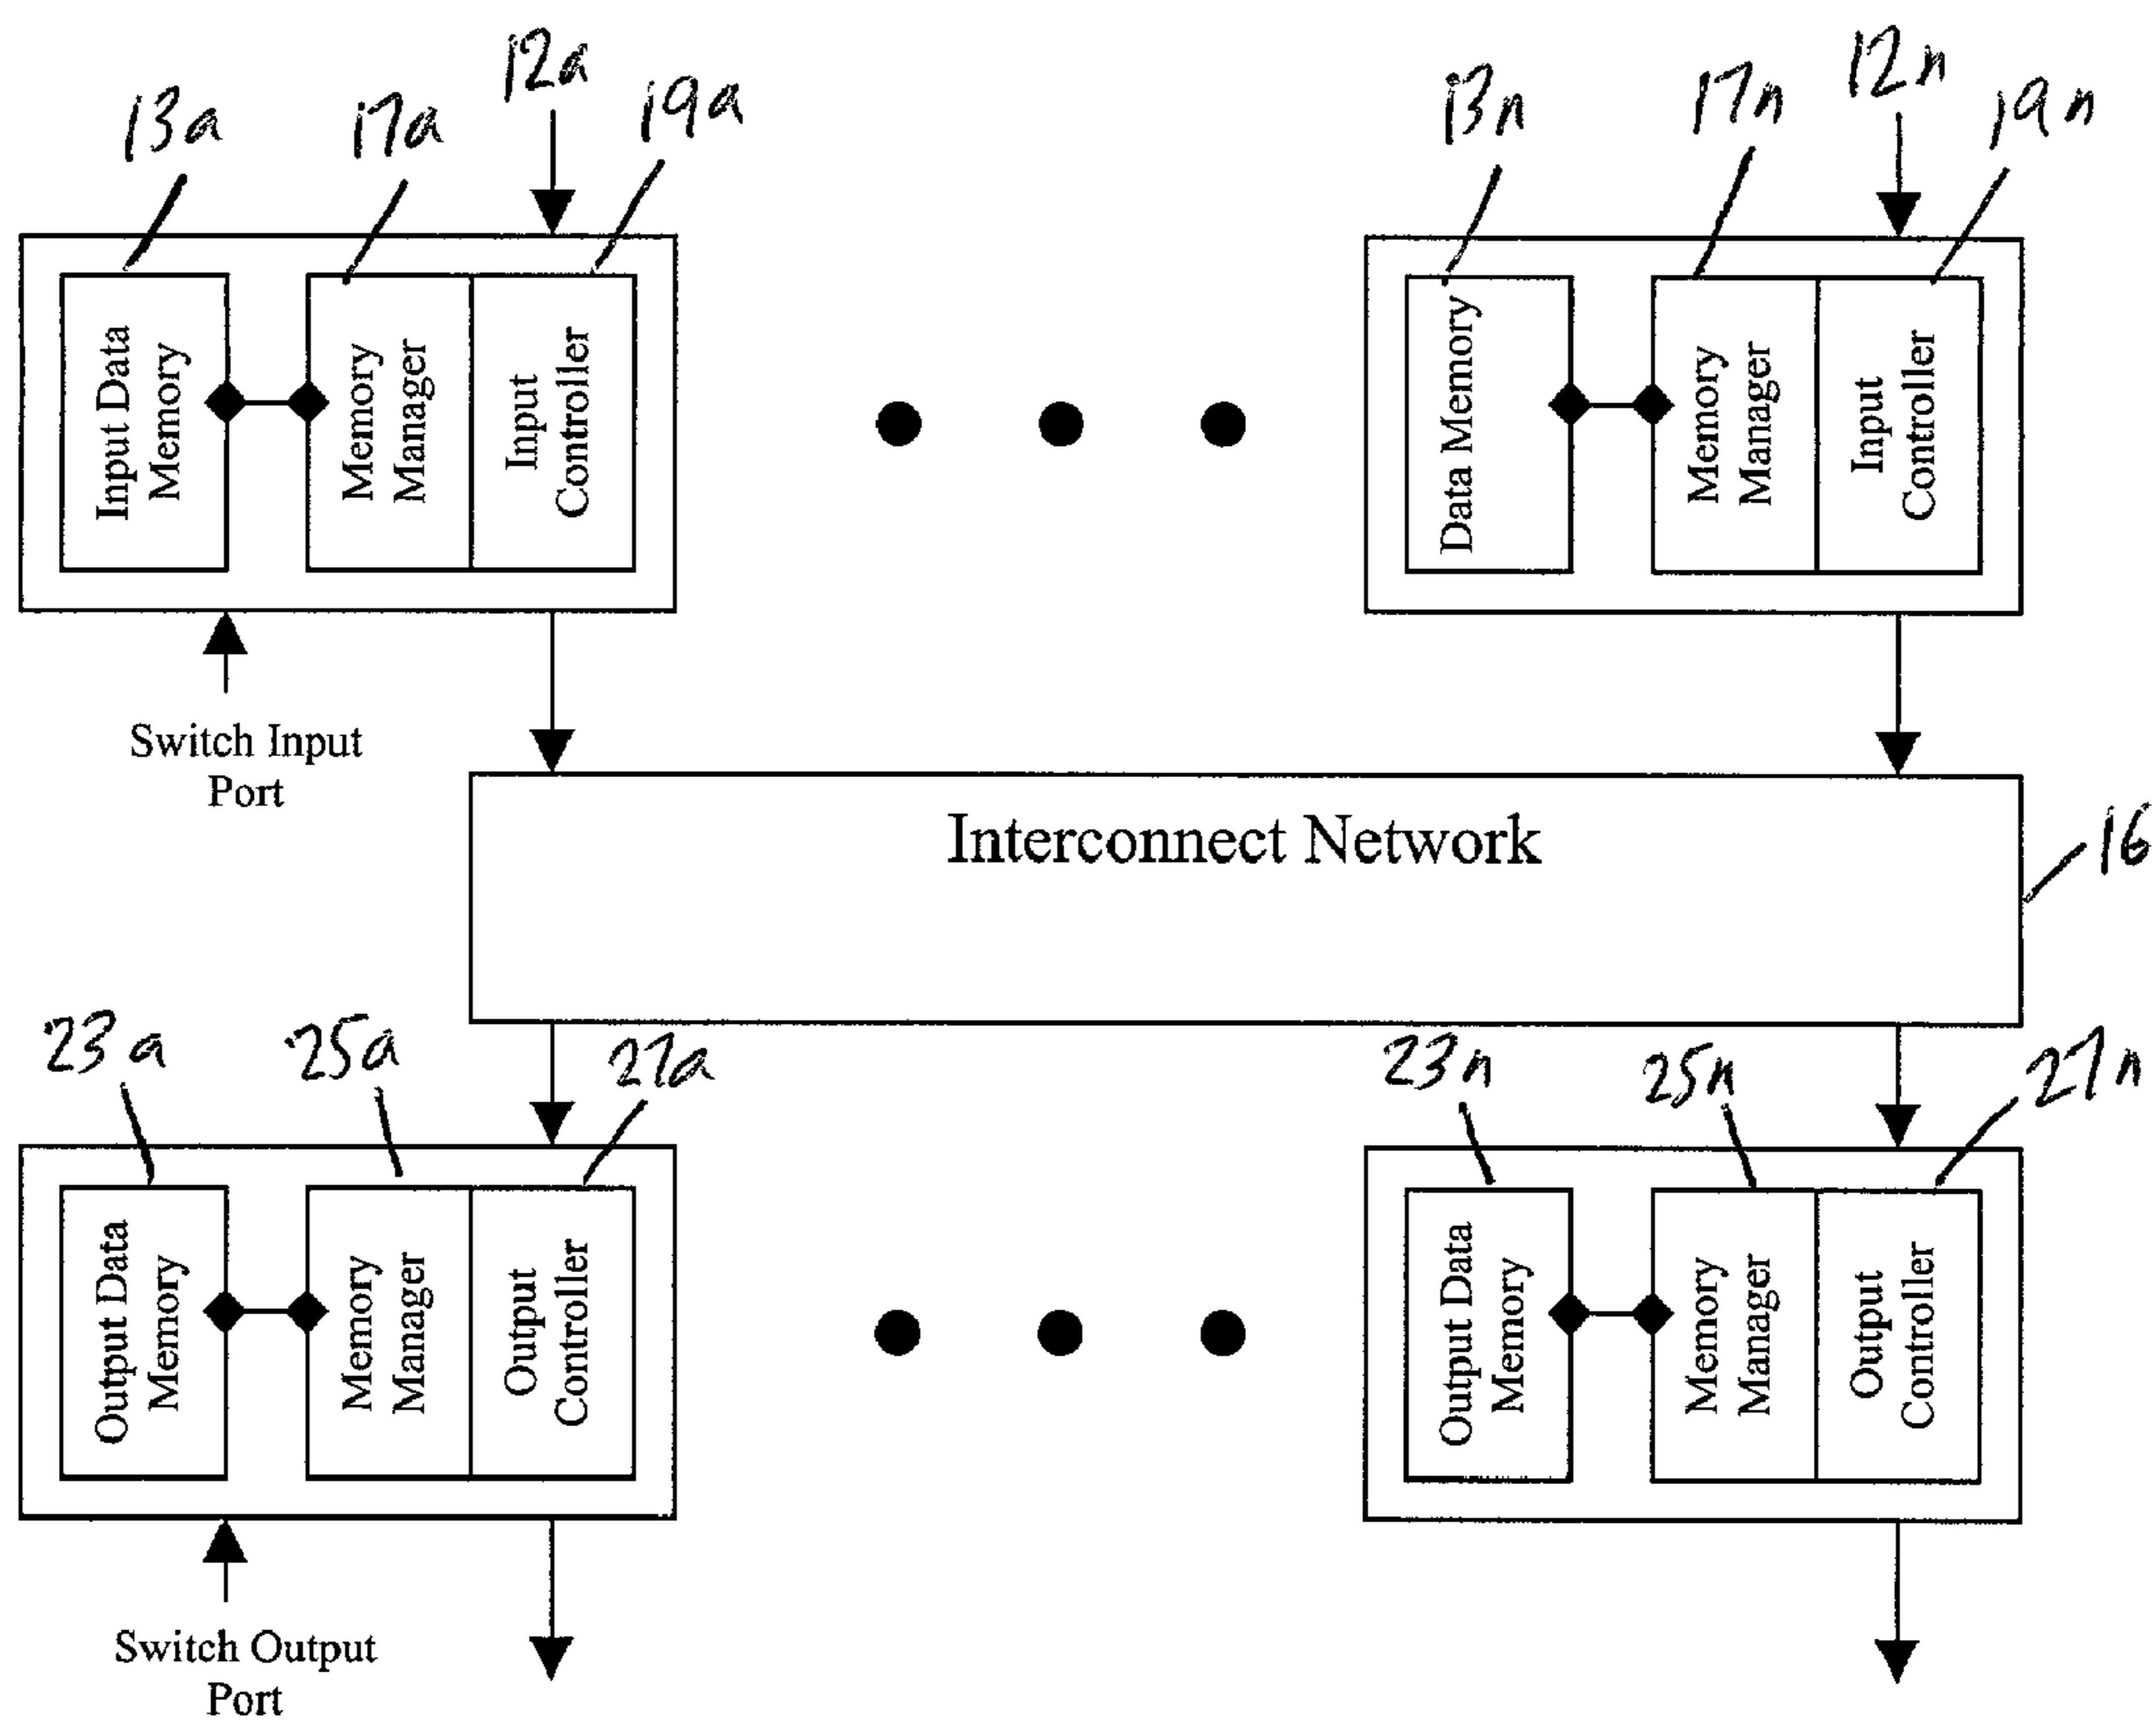 12a
12n
13a
17a
19a
13n
17n
19n
Input Data
Memory
Memory
Manager
Input
Controller
Data Memory
Memory
Manager
Input
Controller
Switch Input
Port
Interconnect Network
16
23a
25a
27a
23n
25n
27n
Output Data
Memory
Memory
Manager
Output
Controller
Output Data
Memory
Memory
Manager
Output
Controller
Switch Output
Port